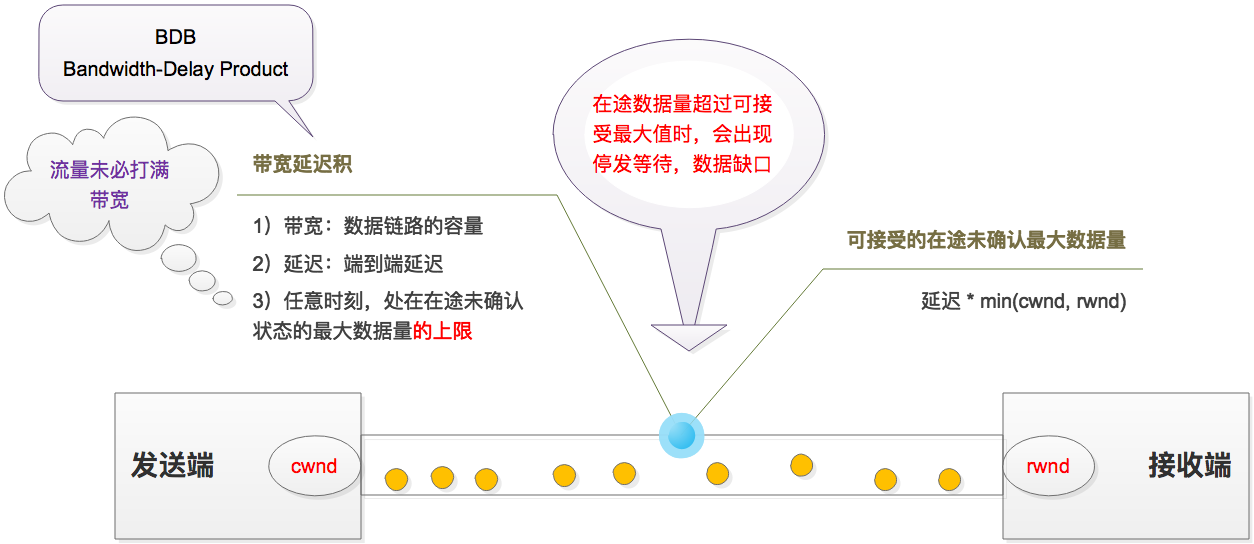 BDB
Bandwidth-Delay Product
流量未必打满
带宽
带宽延迟积
1）带宽：数据链路的容量
2）延迟：端到端延迟
3）任意时刻，处在在途未确认
状态的最大数据量的上限
在途数据量超过可接
受最大值时，会出现
停发等待，数据缺口
可接受的在途未确认最大数据量
延迟 * min(cwnd, rwnd)
发送端
cwnd
rwnd
接收端